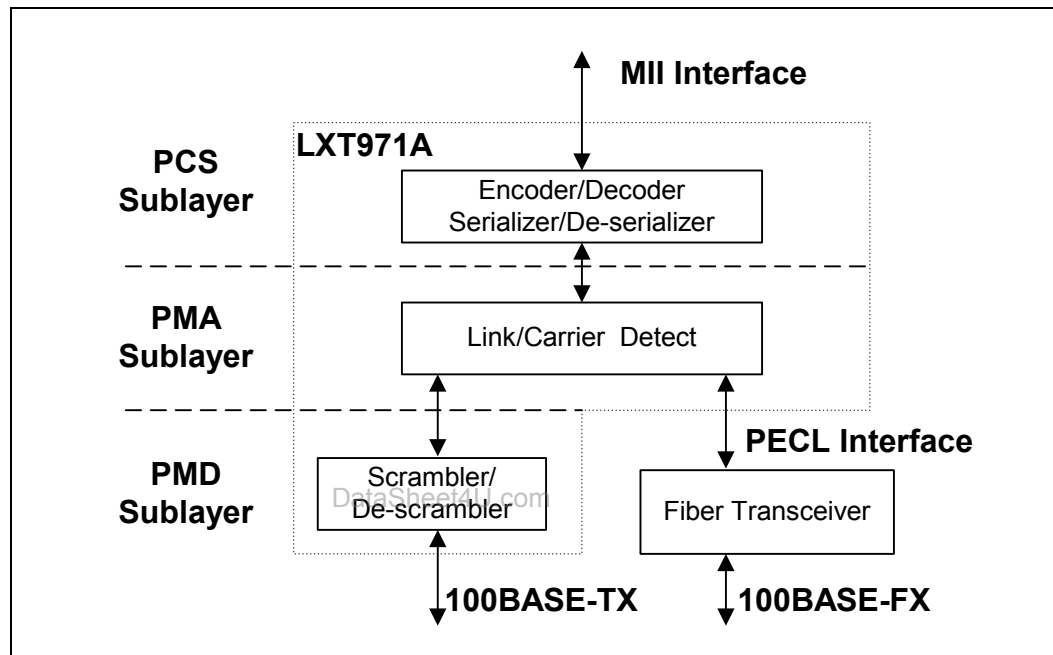 MII Interface
LXT971A
PCS
Sublayer
Encoder/Decoder
Serializer/De-serializer
PMA
Sublayer
Link/Carrier Detect
PECL Interface
PMD
Sublayer
Scrambler/
De-scrambler
DataSheet4U.com
Fiber Transceiver
100BASE-TX
100BASE-FX